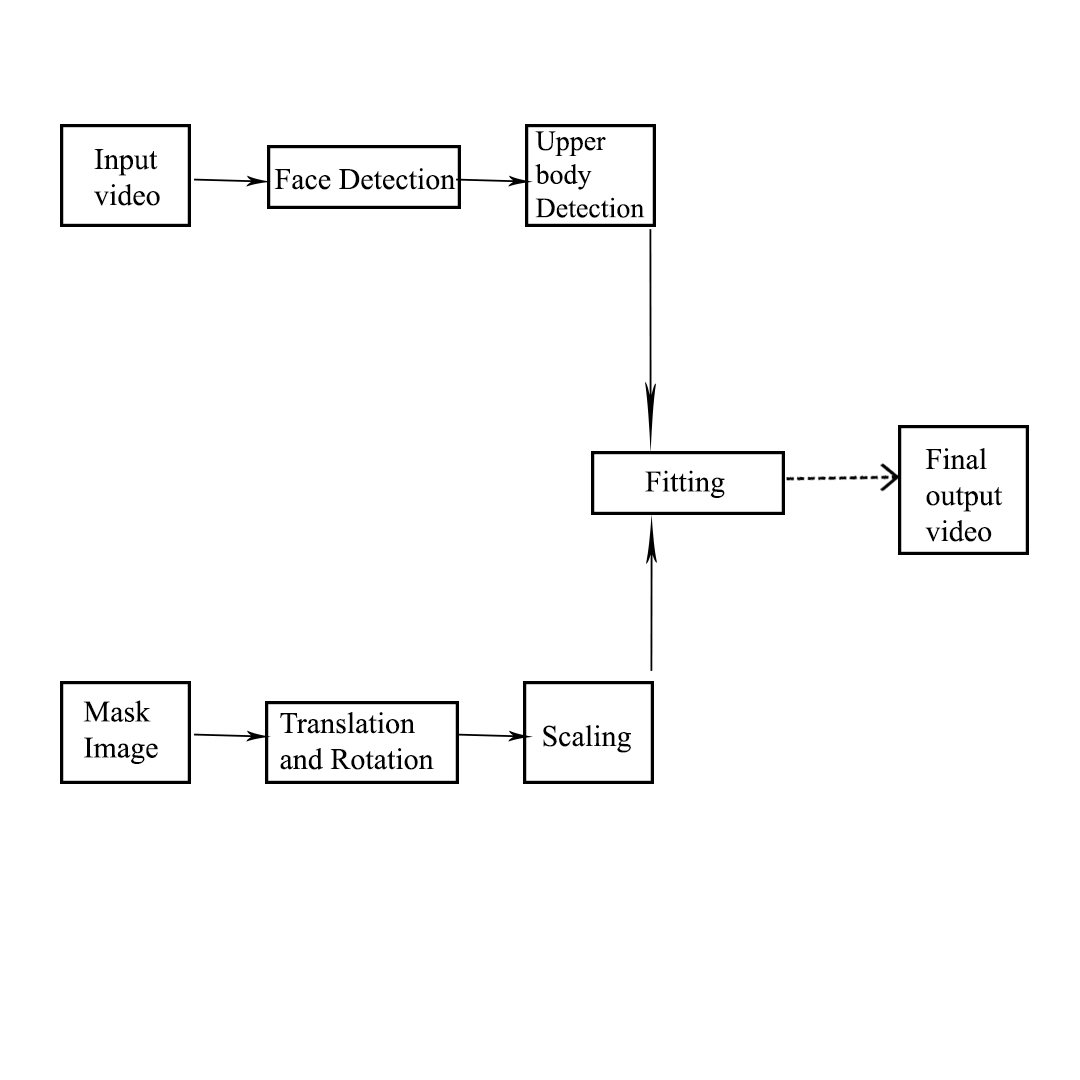 Input
video
Face Detection
Upper
body
Detection
Fitting
Final
output
video
Mask
Image
Translation
and Rotation
Scaling